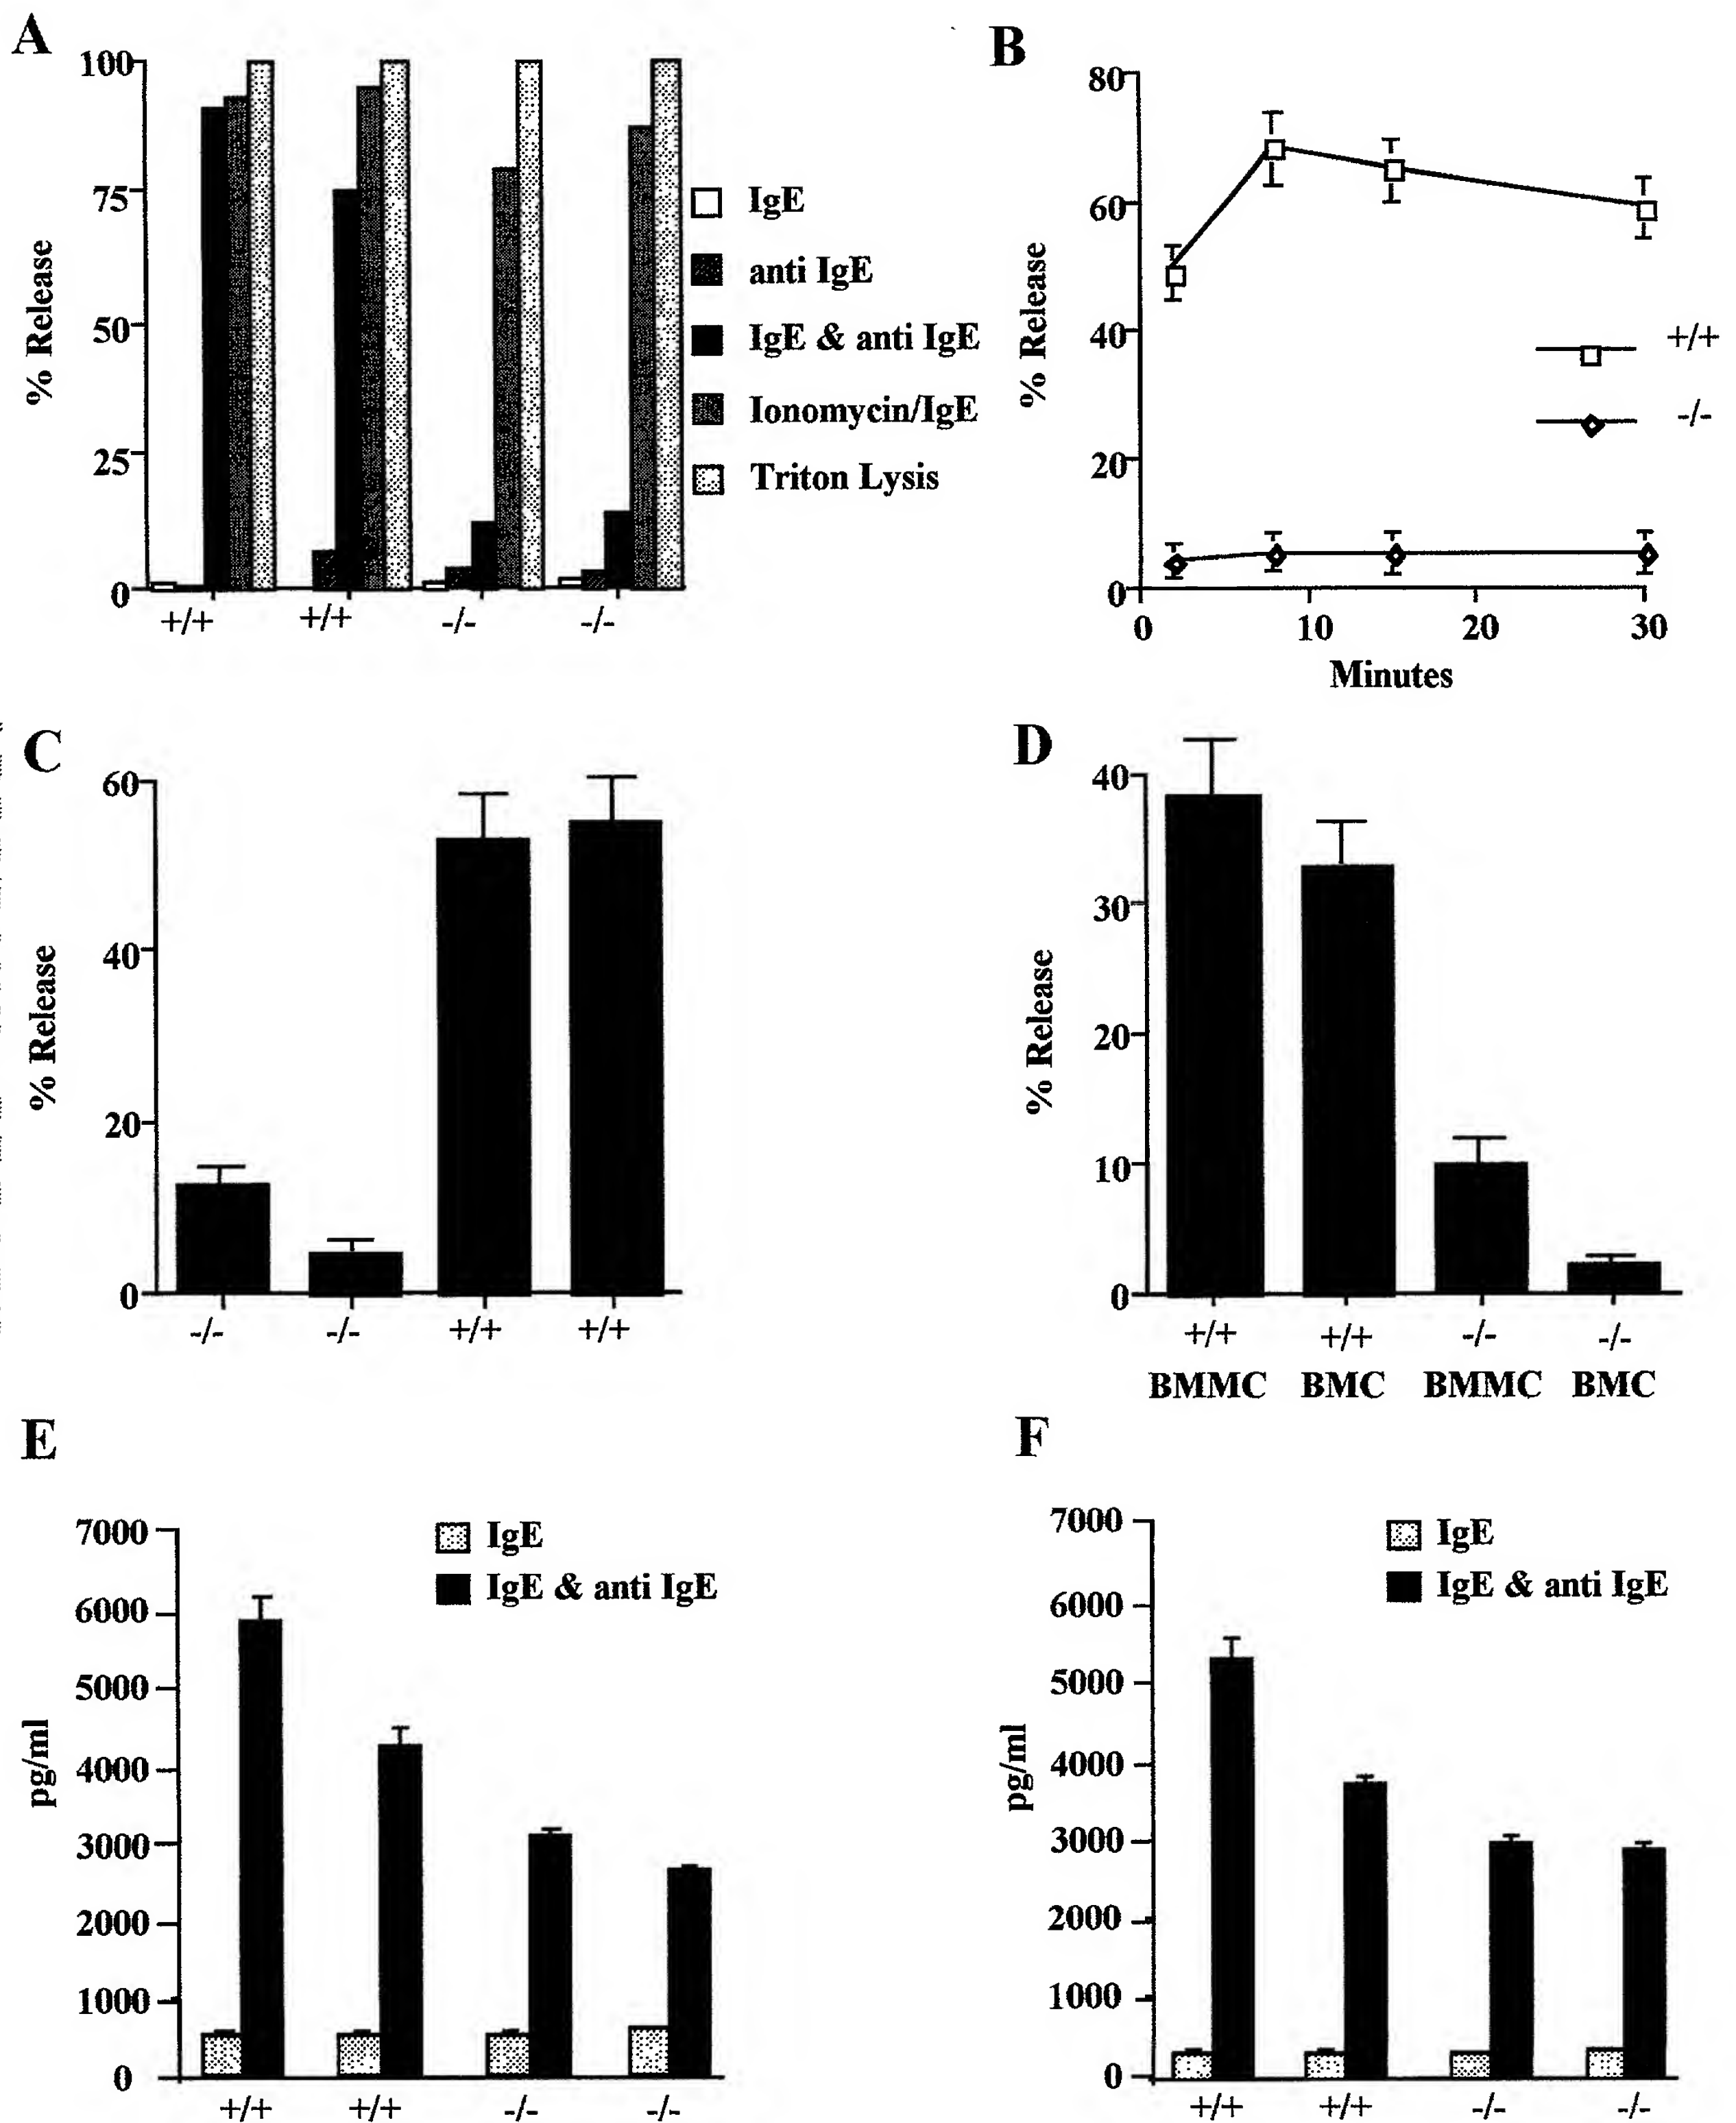 A
100
75
50
25
0
% Release
+/+
+/+
-/-
-/-
IgE
anti IgE
IgE & anti IgE
Ionomycin/IgE
Triton Lysis
B
80
60
40
20
0
% Release
0
10
20
30
Minutes
+/+
-/-
C
60
40
20
0
% Release
-/-
-/-
+/+
+/+
D
40
30
20
10
0
% Release
+/+
+/+
-/-
-/-
BMMC
BMC
BMMC
BMC
E
7000
6000
5000
4000
3000
2000
1000
0
pg/ml
IgE
IgE & anti IgE
+/+
+/+
-/-
-/-
F
7000
6000
5000
4000
3000
2000
1000
0
pg/ml
IgE
IgE & anti IgE
+/+
+/+
-/-
-/-